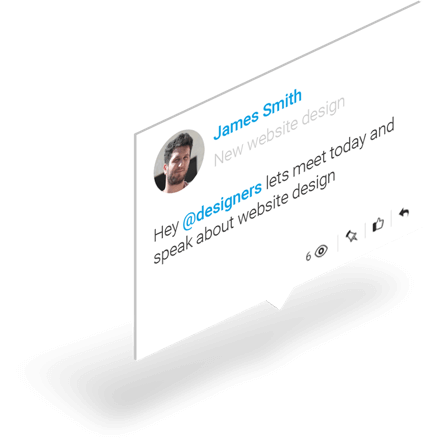 James Smith
New website design
Hey @designers lets meet today and
speak about website design
6